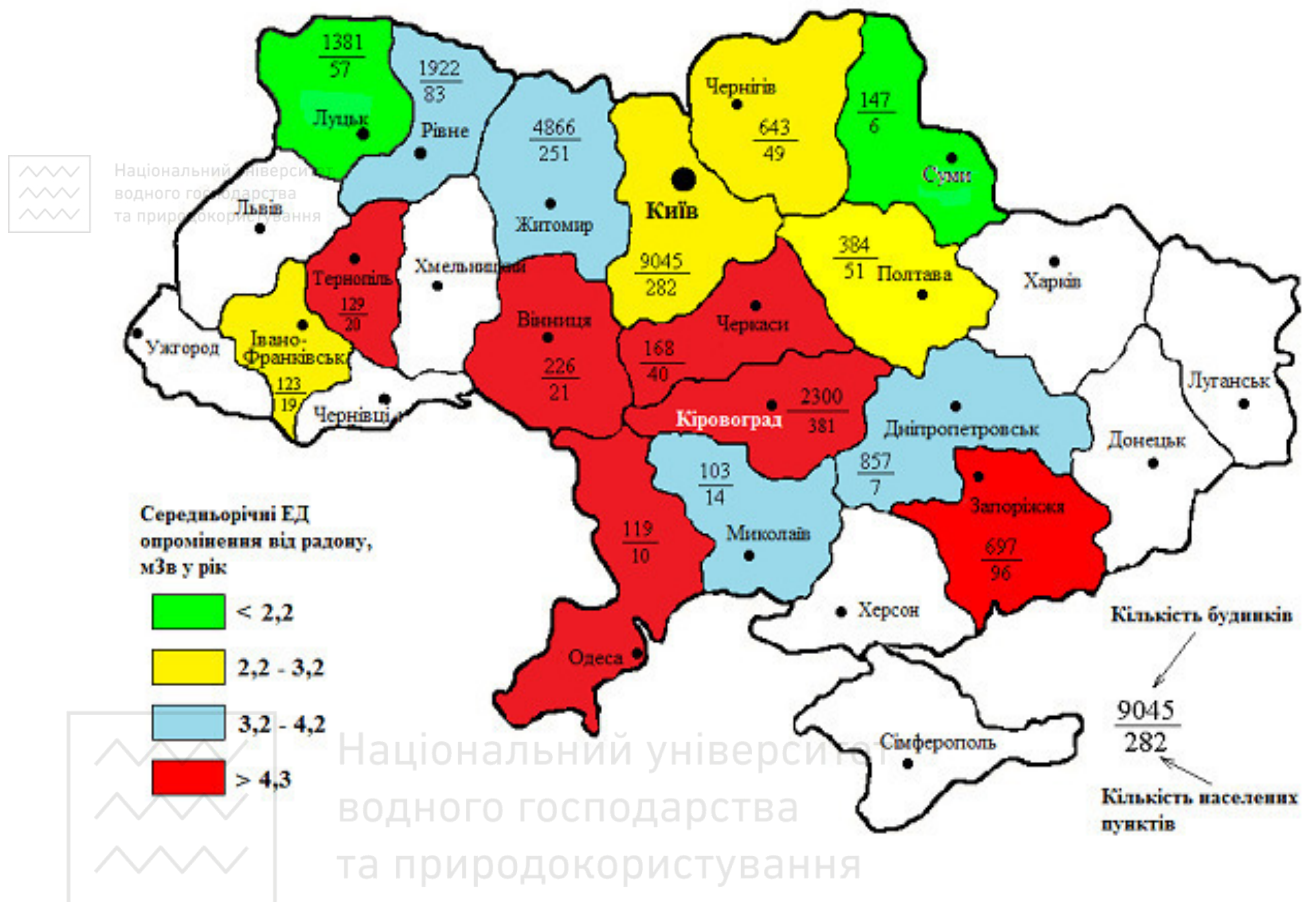 1381
57
Луцьк
1922
83
Рівне
4866
251
Житомир
Чернігів
643
49
147
6
Суми
Національний університет
водного господарства
та природокористування
Львів
Київ
9045
282
384
51
Полтава
Харків
Тернопіль
129
20
Хмельницкий
Вінниця
226
21
Черкаси
168
40
Ужгород
Івано-
Франківськ
123
19
Чернівці
Кіровоград
2300
381
Дніпропетровськ
857
7
Луганськ
Донецьк
103
14
Миколаїв
Запоріжжя
697
96
119
10
Одеса
Херсон
Сімферополь
Середньорічні ЕД
опромінення від радону,
мЗв у рік
< 2,2
2,2 - 3,2
3,2 - 4,2
> 4,3
Кількість будинків
9045
282
Кількість населених
пунктів
Національний університет
водного господарства
та природокористування